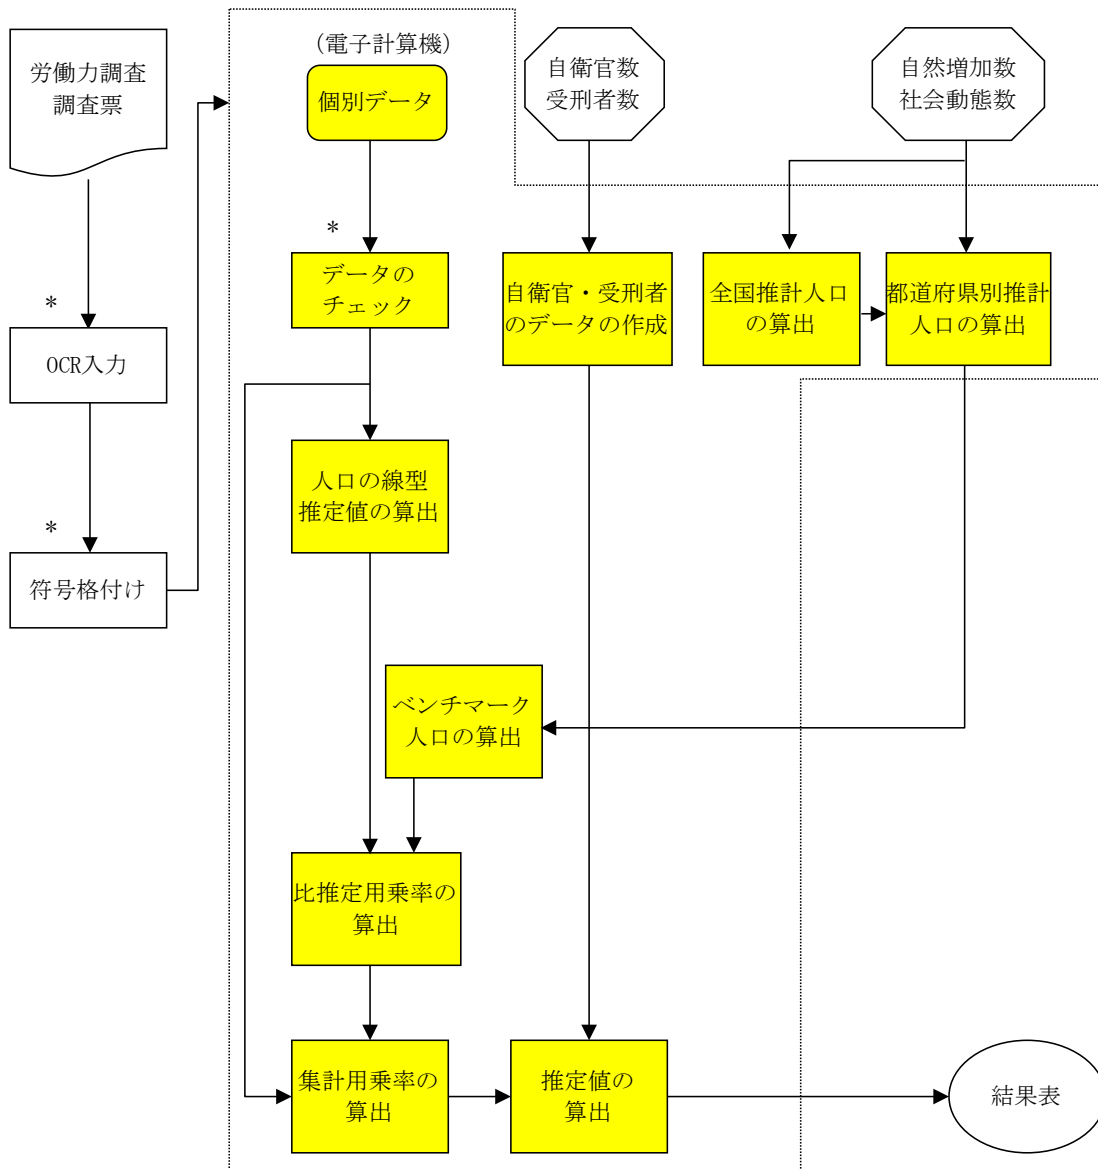 労働力調査
調査票
(電子計算機)
個別データ
自衛官数
受刑者数
自然増加数
社会動態数
*
データの
チェック
自衛官・受刑者
のデータの作成
全国推計人口
の算出
都道府県別推計
人口の算出
*
OCR入力
人口の線型
推定値の算出
*
符号格付け
ベンチマーク
人口の算出
比推定用乗率の
算出
集計用乗率の
算出
推定値の
算出
結果表